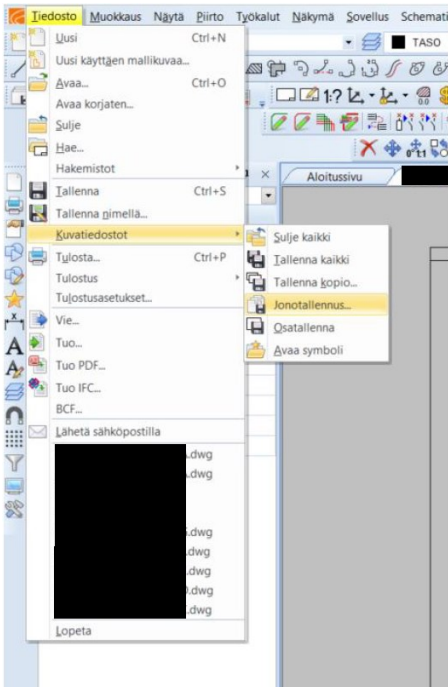 Tiedosto Muokkaus Näytä Piirto Työkalut Näkymä Sovellus Schemati
Uusi Ctrl+N
Uusi käyttäen mallikuvaa...
Avaa... Ctrl+O
Avaa korjaten...
Sulje
Hae...
Hakemistot
Tallenna Ctrl+S
Tallenna nimellä...
Kuvatiedostot
Tulosta... Ctrl+P
Tulostus
Tulostusasetukset...
Vie...
Tuo...
Tuo PDF...
Tuo IFC...
BCF...
Lähetä sähköpostilla
.dwg
.dwg
.dwg
.dwg
.dwg
.dwg
.dwg
Lopeta
Sulje kaikki
Tallenna kaikki
Tallenna kopio...
Jonotallennus...
Osatallenna
Avaa symboli
TASO
1:?
Aloitussivu